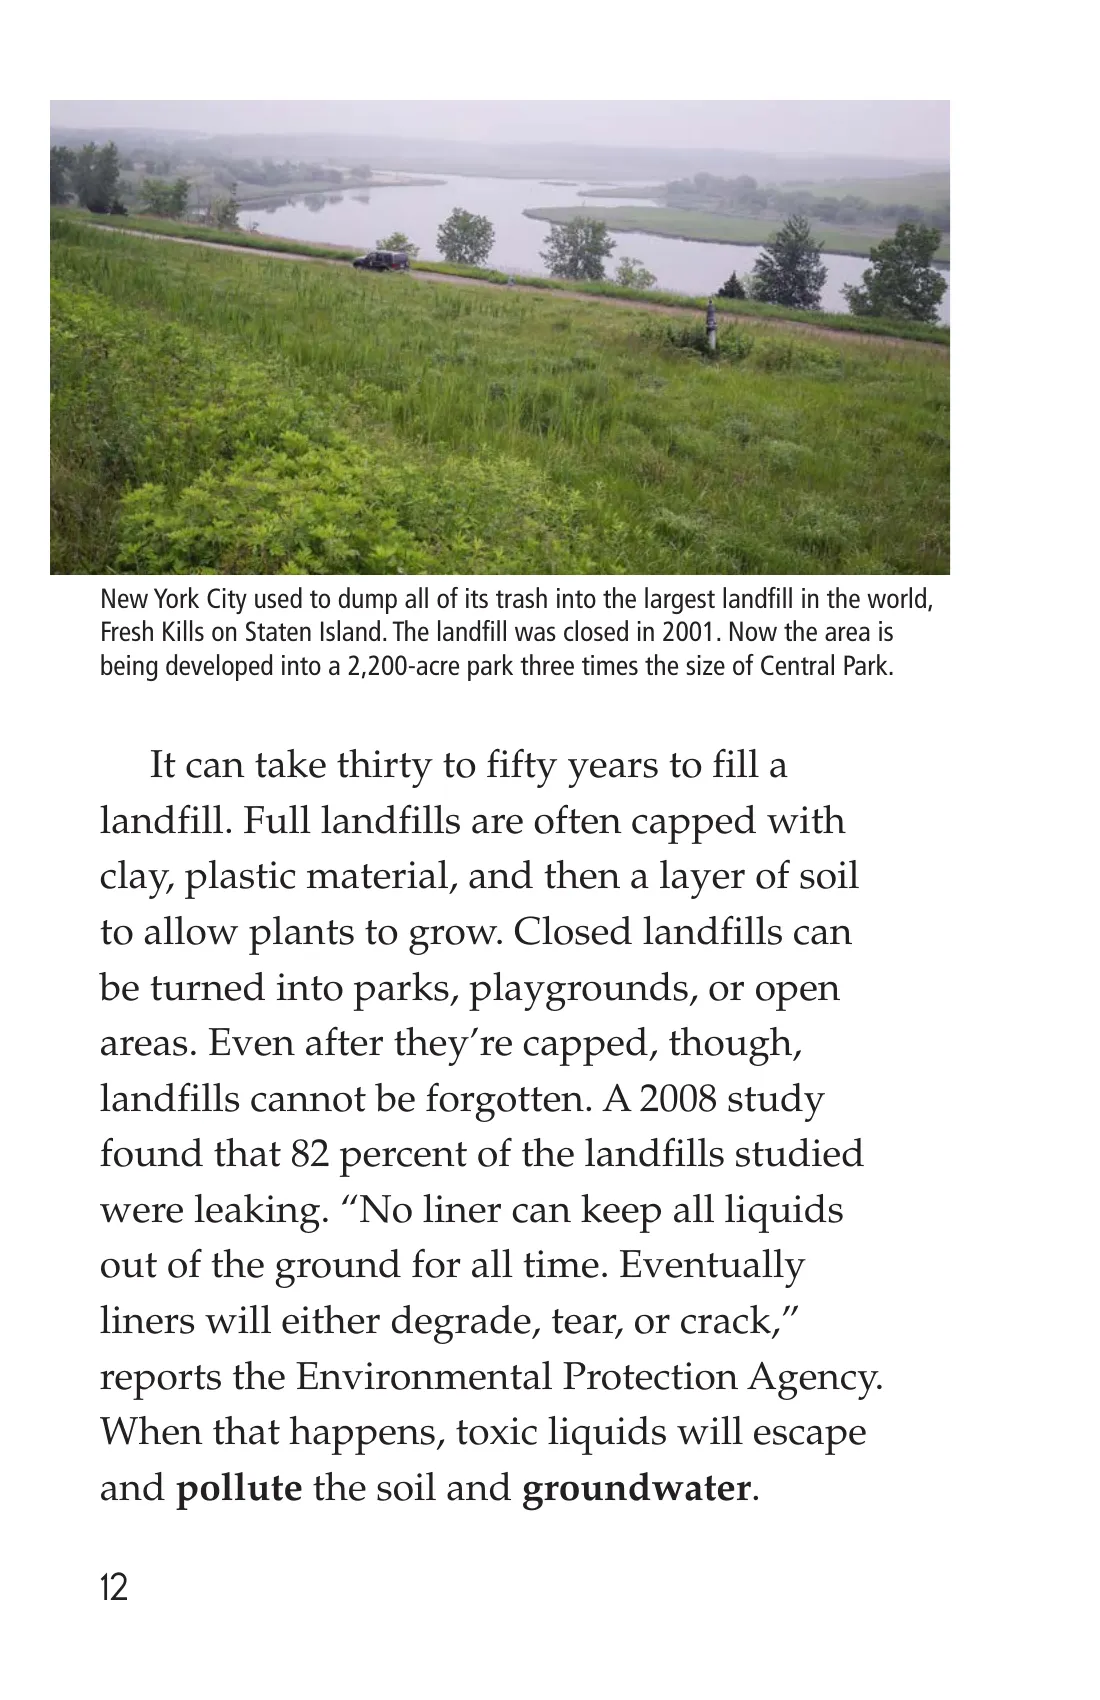 New York City used to dump all of its trash into the largest landfill in the world,
Fresh Kills on Staten Island. The landfill was closed in 2001. Now the area is
being developed into a 2,200-acre park three times the size of Central Park.
It can take thirty to fifty years to fill a
landfill. Full landfills are often capped with
clay, plastic material, and then a layer of soil
to allow plants to grow. Closed landfills can
be turned into parks, playgrounds, or open
areas. Even after they’re capped, though,
landfills cannot be forgotten. A 2008 study
found that 82 percent of the landfills studied
were leaking. “No liner can keep all liquids
out of the ground for all time. Eventually
liners will either degrade, tear, or crack,”
reports the Environmental Protection Agency.
When that happens, toxic liquids will escape
and pollute the soil and groundwater.
12